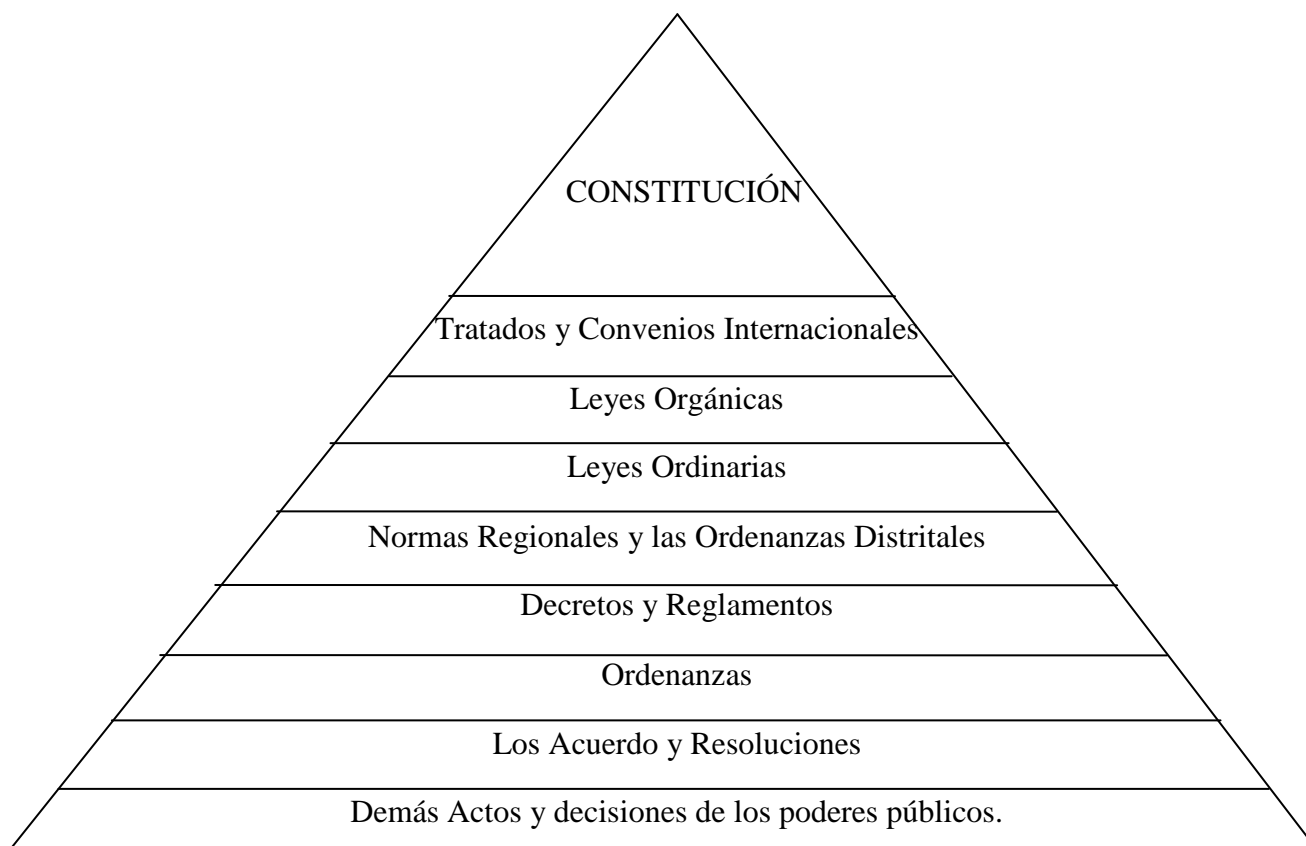 CONSTITUCIÓN
Tratados y Convenios Internacionales
Leyes Orgánicas
Leyes Ordinarias
Normas Regionales y las Ordenanzas Distritales
Decretos y Reglamentos
Ordenanzas
Los Acuerdo y Resoluciones
Demás Actos y decisiones de los poderes públicos.